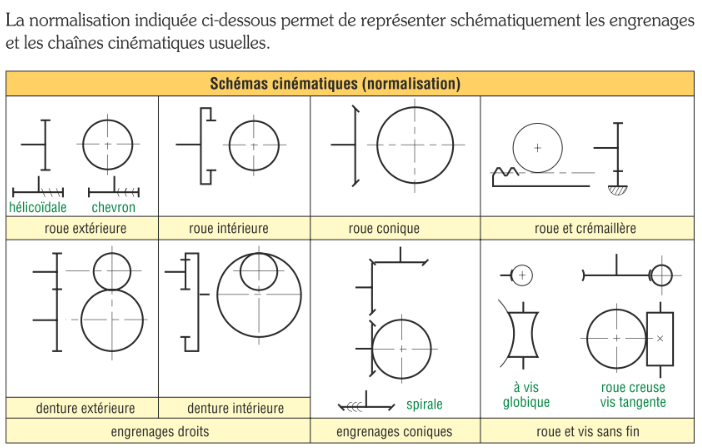 La normalisation indiquée ci-dessous permet de représenter schématiquement les engrenages
et les chaînes cinématiques usuelles.
Schémas cinématiques (normalisation)
hélicoïdale
chevron
roue extérieure
roue intérieure
roue conique
roue et crémaillère
denture extérieure
denture intérieure
spirale
à vis
globique
roue creuse
vis tangente
engrenages droits
engrenages coniques
roue et vis sans fin